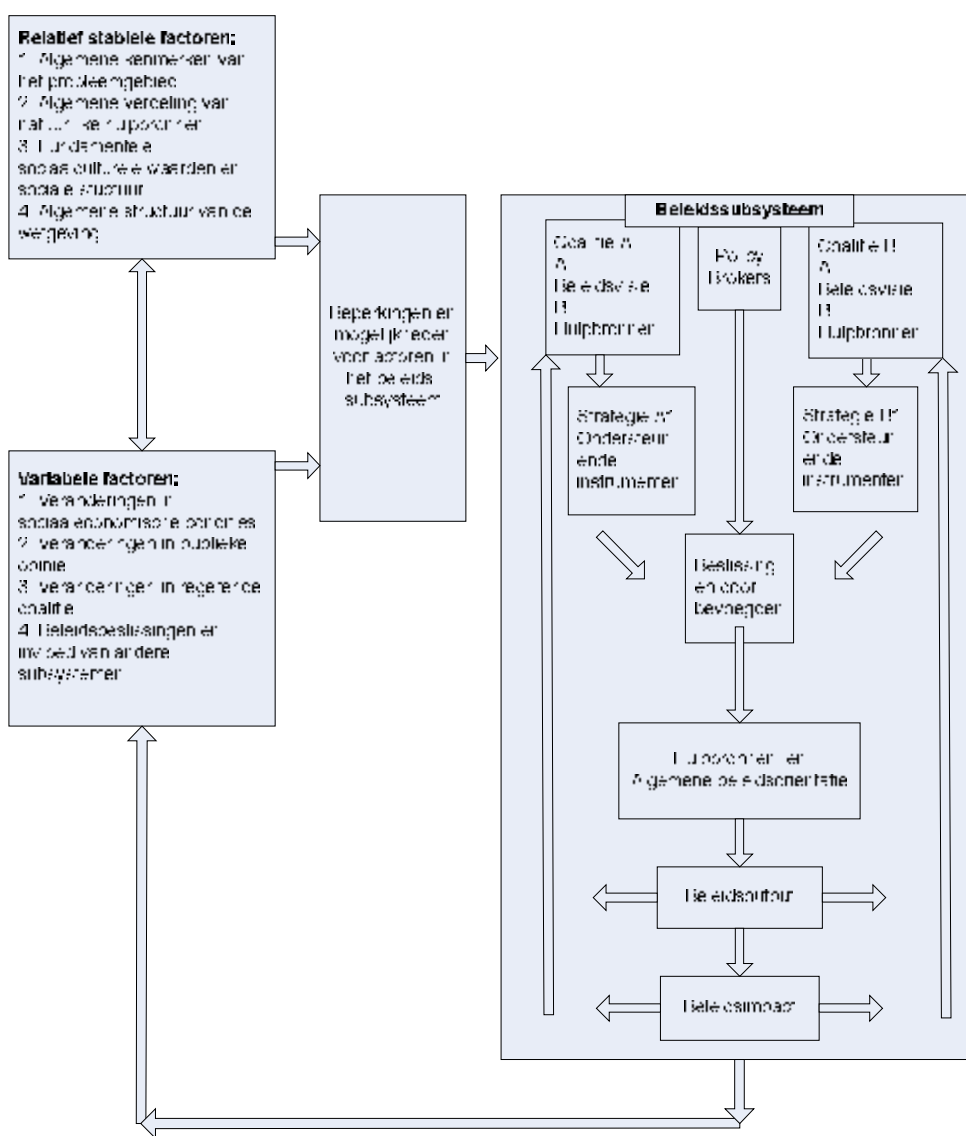 Relatief stabiele factoren:
1. Algemene kenmerken van
het probleemgebied
2. Algemene verdeling van
natuurlijke hulpbronnen
3. Fundamentele
sociaal culturele waarden en
sociale structuur
4. Algemene structuur van de
wetgeving
Variabele factoren:
1. Veranderingen in
sociaal economische condities
2. Veranderingen in publieke
opinie
3. Veranderingen in regerende
coalitie
4. Beleidsbeslissingen en
invloed van andere
subsystemen
Beperkingen en
mogelijkheden
voor actoren in
het beleids
subsysteem
Beleidssubsysteem
Coalitie A
A
Beleidsvisie
B
Hulpbronnen
Policy
Brokers
Coalitie B
A
Beleidsvisie
B
Hulpbronnen
Strategie A1
Ondersteun
ende
instrumenten
Strategie B1
Ondersteun
ende
instrumenten
Beslissing
en door
bevoegden
Hulpbronnen en
Algemene beleidsorientatie
Beleidsoutput
Beleidsimpact